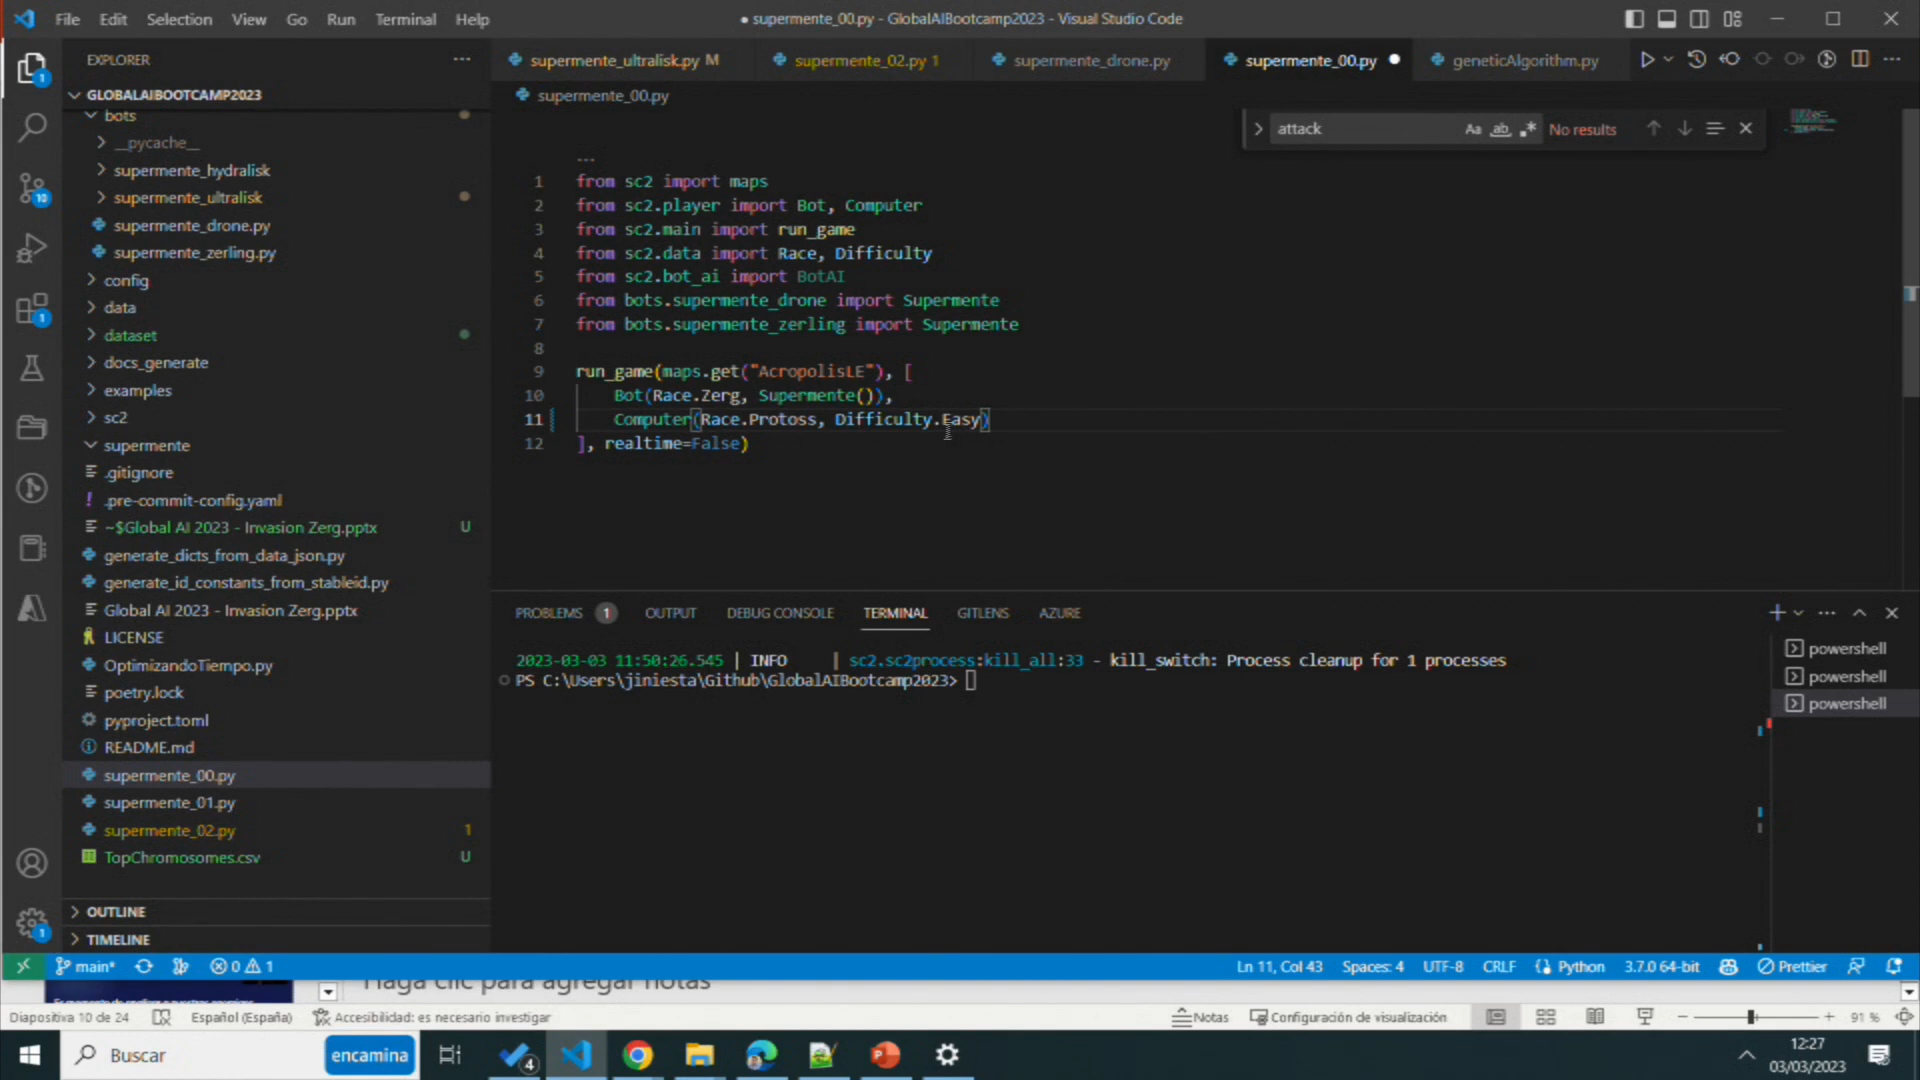 File Edit Selection View Go Run Terminal Help
● supermente_00.py - GlobalAIBootcamp2023 - Visual Studio Code
EXPLORER
supermente_ultralisk.py M
supermente_02.py 1
supermente_drone.py
supermente_00.py
geneticAlgorithm.py
GLOBALAIBOOTCAMP2023
bots
__pycache__
supermente_hydralisk
supermente_ultralisk
supermente_drone.py
supermente_zerling.py
config
data
dataset
docs_generate
examples
sc2
supermente
.gitignore
.pre-commit-config.yaml
~$Global AI 2023 - Invasion Zerg.pptx U
generate_dicts_from_data_json.py
generate_id_constants_from_stableid.py
Global AI 2023 - Invasion Zerg.pptx
LICENSE
OptimizandoTiempo.py
poetry.lock
pyproject.toml
README.md
supermente_00.py
supermente_01.py
supermente_02.py 1
TopChromosomes.csv U
OUTLINE
TIMELINE
supermente_00.py
attack Aa ab .* No results
1 from sc2 import maps
2 from sc2.player import Bot, Computer
3 from sc2.main import run_game
4 from sc2.data import Race, Difficulty
5 from sc2.bot_ai import BotAI
6 from bots.supermente_drone import Supermente
7 from bots.supermente_zerling import Supermente
8
9 run_game(maps.get("AcropolisLE"), [
10 Bot(Race.Zerg, Supermente()),
11 Computer(Race.Protoss, Difficulty.Easy)
12 ], realtime=False)
PROBLEMS 1 OUTPUT DEBUG CONSOLE TERMINAL GITLENS AZURE
2023-03-03 11:50:26.545 | INFO | sc2.sc2process:kill_all:33 - kill_switch: Process cleanup for 1 processes
PS C:\Users\jiniesta\Github\GlobalAIBootcamp2023>
powershell
powershell
powershell
main* 0 1
Ln 11, Col 43 Spaces: 4 UTF-8 CRLF Python 3.7.0 64-bit Prettier
Haga clic para agregar notas
Diapositiva 10 de 24 Español (España) Accesibilidad: es necesario investigar
Notas Configuración de visualización 91 %
Buscar encamina
4
12:27
03/03/2023